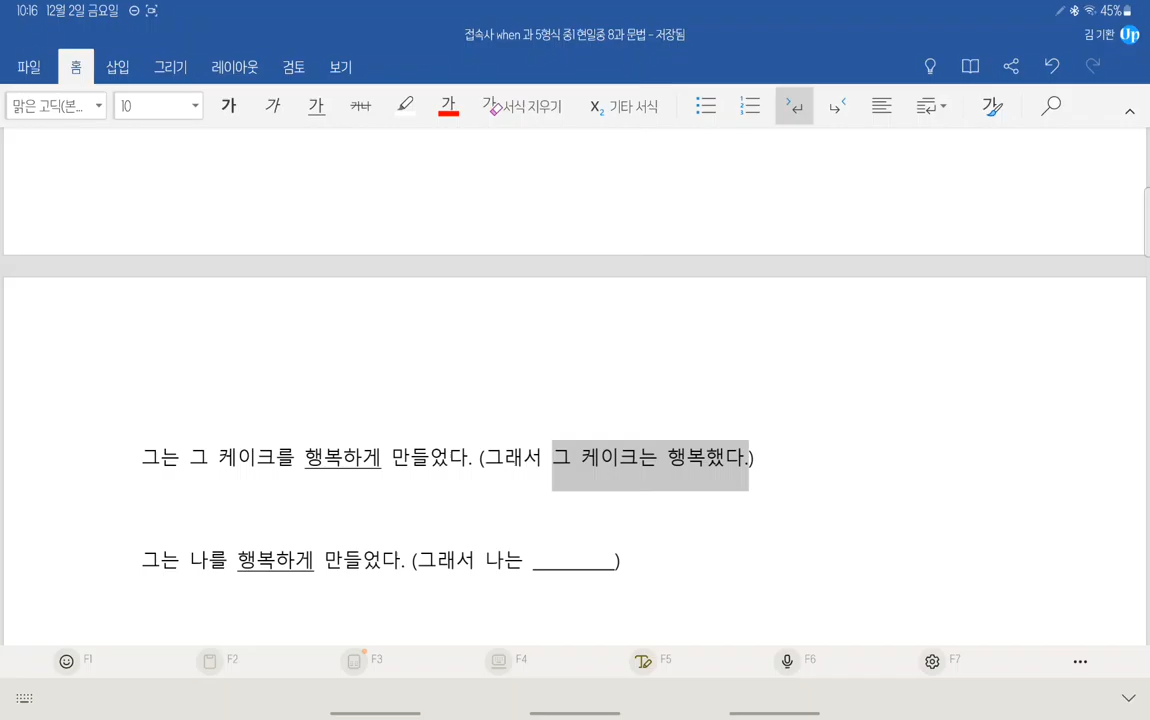 10:16 12월 2일 금요일
45%
접속사 when 과 5형식 중1 현일중 8과 문법 - 저장됨
김 기환 Up
파일 홈 삽입 그리기 레이아웃 검토 보기
맑은 고딕(본... 10 가 가 가 가나 가 가 서식 지우기 X₂ 기타 서식 가
그는 그 케이크를 행복하게 만들었다. (그래서 그 케이크는 행복했다.)
그는 나를 행복하게 만들었다. (그래서 나는 ________)
F1 F2 F3 F4 F5 F6 F7